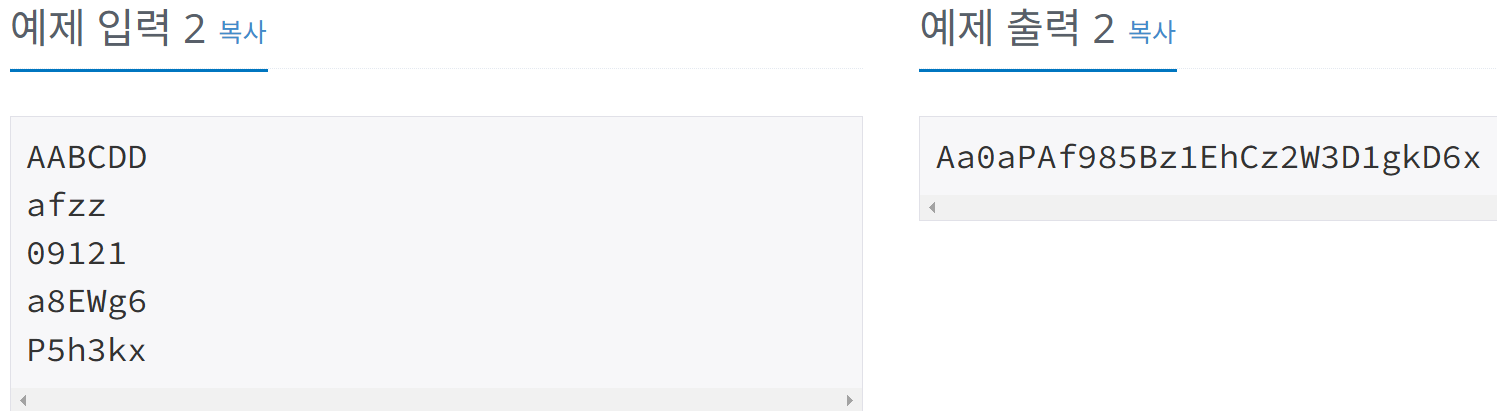 예제 입력 2 복사
AABCDD
afzz
09121
a8EWg6
P5h3kx
예제 출력 2 복사
Aa0aPAf985Bz1EhCz2W3D1gkD6x